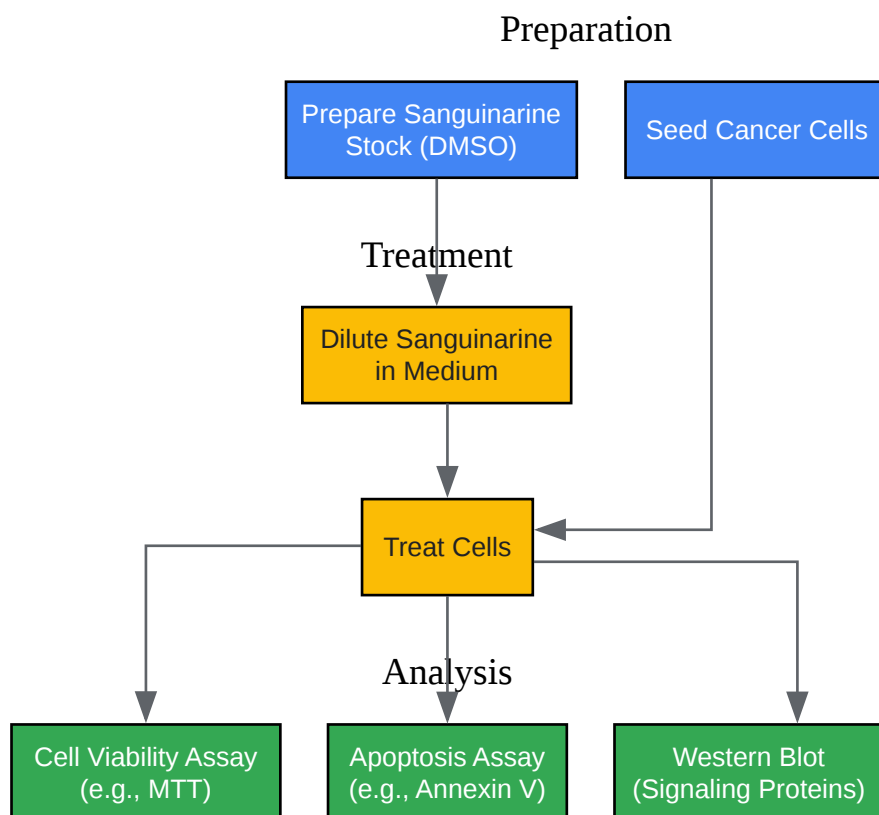 Preparation
Prepare Sanguinarine
Stock (DMSO)
Seed Cancer Cells
Treatment
Dilute Sanguinarine
in Medium
Treat Cells
Analysis
Cell Viability Assay
(e.g., MTT)
Apoptosis Assay
(e.g., Annexin V)
Western Blot
(Signaling Proteins)